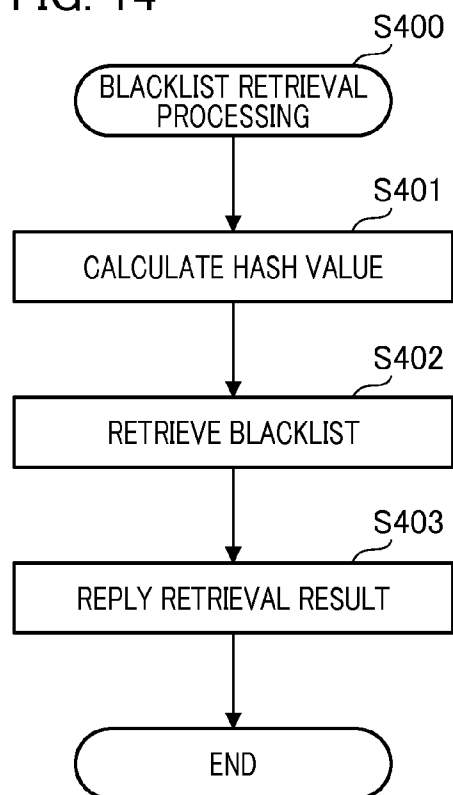 FIG. 14
S400
BLACKLIST RETRIEVAL
PROCESSING
S401
CALCULATE HASH VALUE
S402
RETRIEVE BLACKLIST
S403
REPLY RETRIEVAL RESULT
END